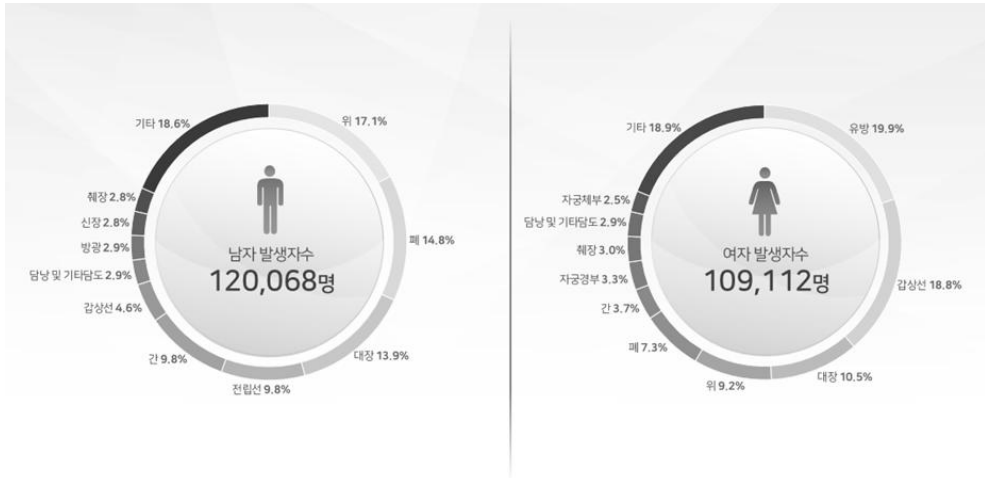 위 17.1%
폐 14.8%
대장 13.9%
전립선 9.8%
간 9.8%
갑상선 4.6%
담낭 및 기타담도 2.9%
방광 2.9%
신장 2.8%
췌장 2.8%
기타 18.6%
남자 발생자수
120,068명
유방 19.9%
갑상선 18.8%
대장 10.5%
위 9.2%
폐 7.3%
간 3.7%
자궁경부 3.3%
췌장 3.0%
담낭 및 기타담도 2.9%
자궁체부 2.5%
기타 18.9%
여자 발생자수
109,112명